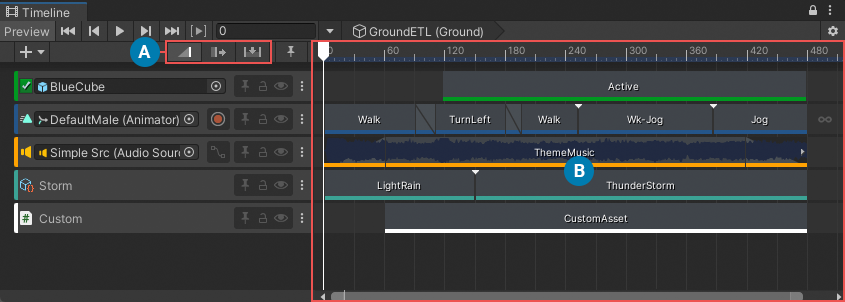 Timeline
Preview 0 GroundETL (Ground)
A
0 60 120 180 240 300 360 420 480
BlueCube Active
DefaultMale (Animator) Walk TurnLeft Walk Wk-Jog Jog
Simple Src (Audio Sour ThemeMusic
B
Storm LightRain ThunderStorm
Custom CustomAsset